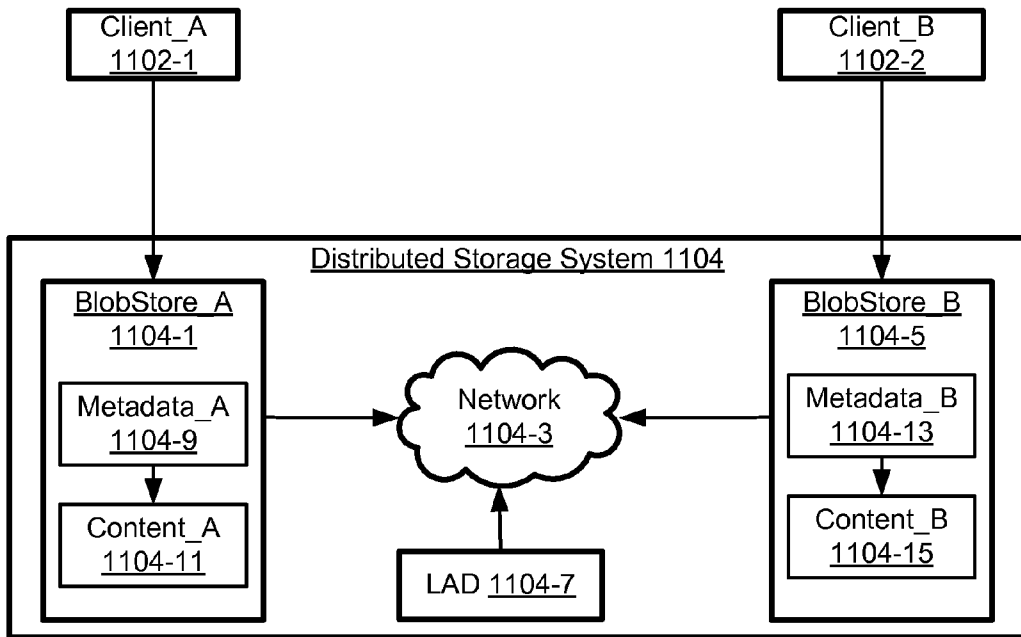 Client_A
1102-1
Client_B
1102-2
Distributed Storage System 1104
BlobStore_A
1104-1
Metadata_A
1104-9
Content_A
1104-11
Network
1104-3
LAD 1104-7
BlobStore_B
1104-5
Metadata_B
1104-13
Content_B
1104-15